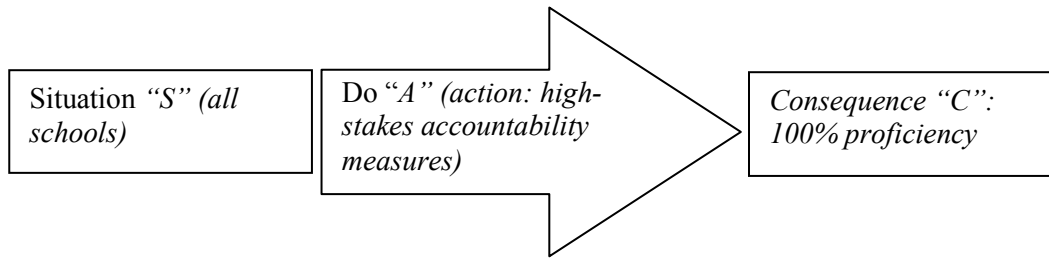 Situation “S” (all
schools)
Do “A” (action: high-
stakes accountability
measures)
Consequence “C”:
100% proficiency